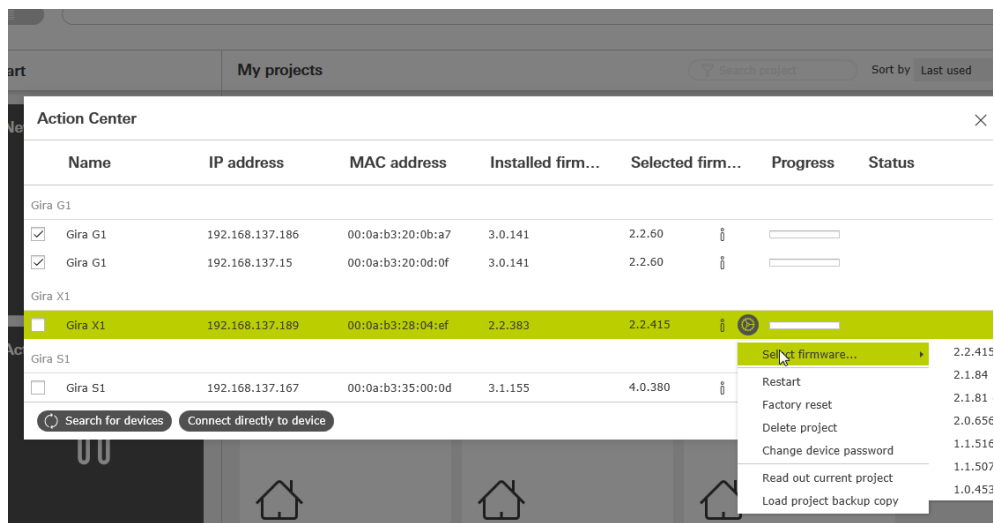 art
My projects
Search project
Sort by
Last used
Action Center
Name IP address MAC address Installed firm... Selected firm... Progress Status
Gira G1
Gira G1 192.168.137.186 00:0a:b3:20:0b:a7 3.0.141 2.2.60
Gira G1 192.168.137.15 00:0a:b3:20:0d:0f 3.0.141 2.2.60
Gira X1
Gira X1 192.168.137.189 00:0a:b3:28:04:ef 2.2.383 2.2.415
Gira S1
Gira S1 192.168.137.167 00:0a:b3:35:00:0d 3.1.155 4.0.380
Search for devices
Connect directly to device
Select firmware...
Restart
Factory reset
Delete project
Change device password
Read out current project
Load project backup copy
2.2.415
2.1.84
2.1.81
2.0.656
1.1.516
1.1.507
1.0.453